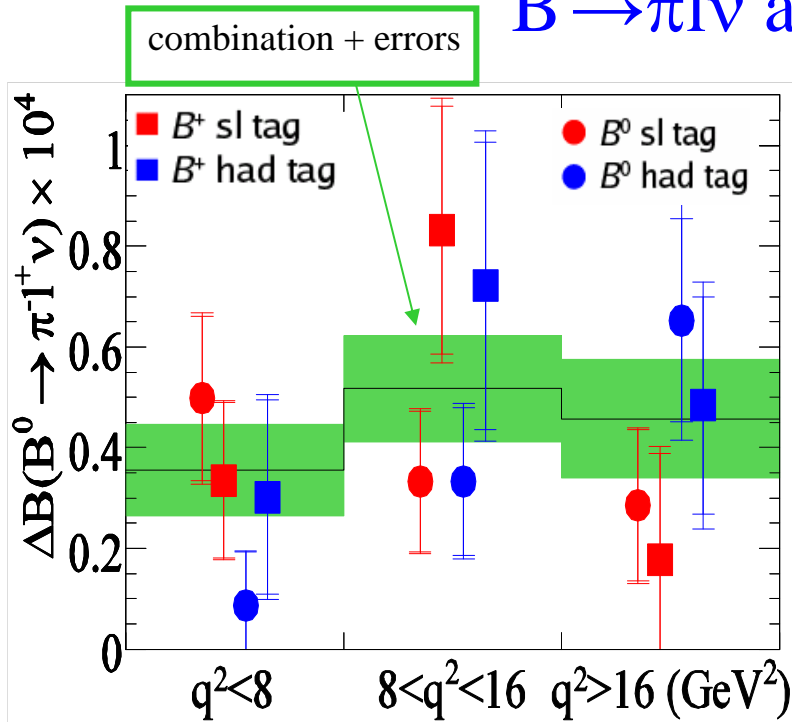 B →πlν a
combination + errors
B⁺ sl tag
B⁺ had tag
B⁰ sl tag
B⁰ had tag
ΔB(B⁰ → π⁻l⁺ν) × 10⁴
1
0.8
0.6
0.4
0.2
0
q²<8 8<q²<16 q²>16 (GeV²)